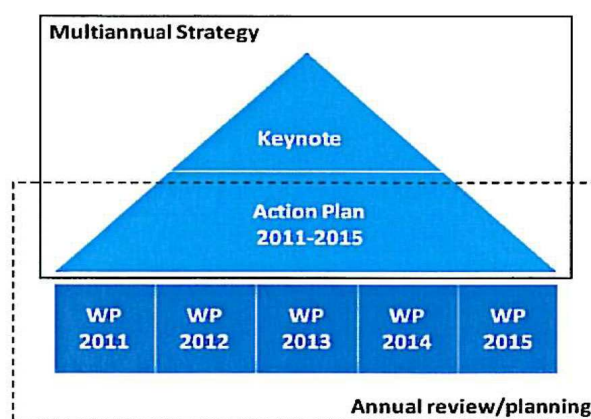 Multiannual Strategy
Keynote
Action Plan
2011-2015
WP
2011
WP
2012
WP
2013
WP
2014
WP
2015
Annual review/planning